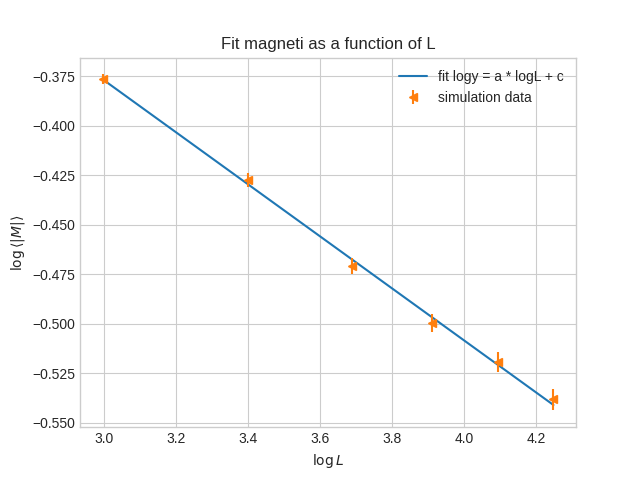 Fit magneti as a function of L
fit logy = a * logL + c
simulation data
−0.375
−0.400
−0.425
−0.450
−0.475
−0.500
−0.525
−0.550
log⟨|M|⟩
3.0 3.2 3.4 3.6 3.8 4.0 4.2
log L